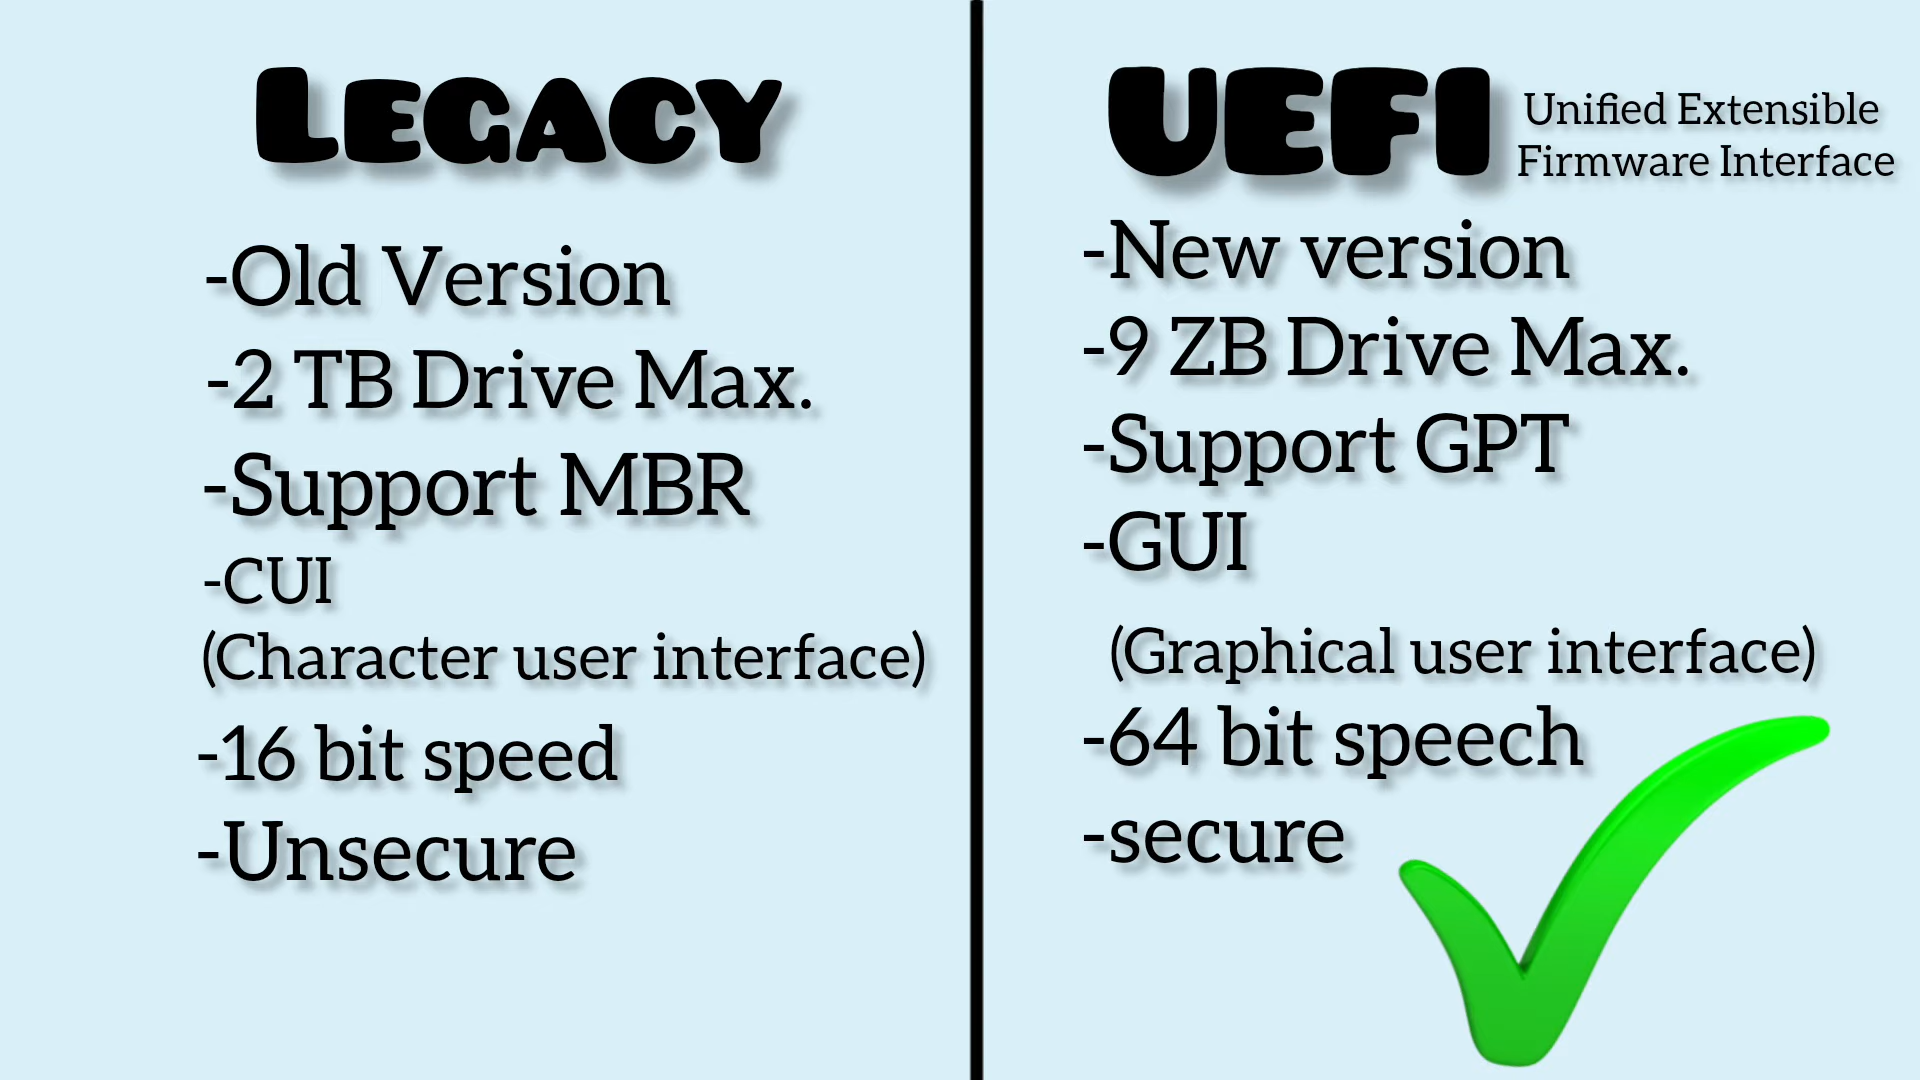 LEGACY
-Old Version
-2 TB Drive Max.
-Support MBR
-CUI
(Character user interface)
-16 bit speed
-Unsecure
UEFI
Unified Extensible
Firmware Interface
-New version
-9 ZB Drive Max.
-Support GPT
-GUI
(Graphical user interface)
-64 bit speech
-secure